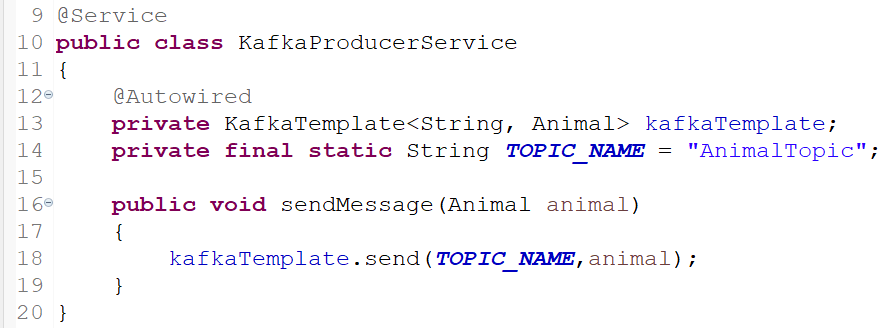 9 @Service
10 public class KafkaProducerService
11 {
12 @Autowired
13 private KafkaTemplate<String, Animal> kafkaTemplate;
14 private final static String TOPIC_NAME = "AnimalTopic";
15
16 public void sendMessage(Animal animal)
17 {
18 kafkaTemplate.send(TOPIC_NAME,animal);
19 }
20 }